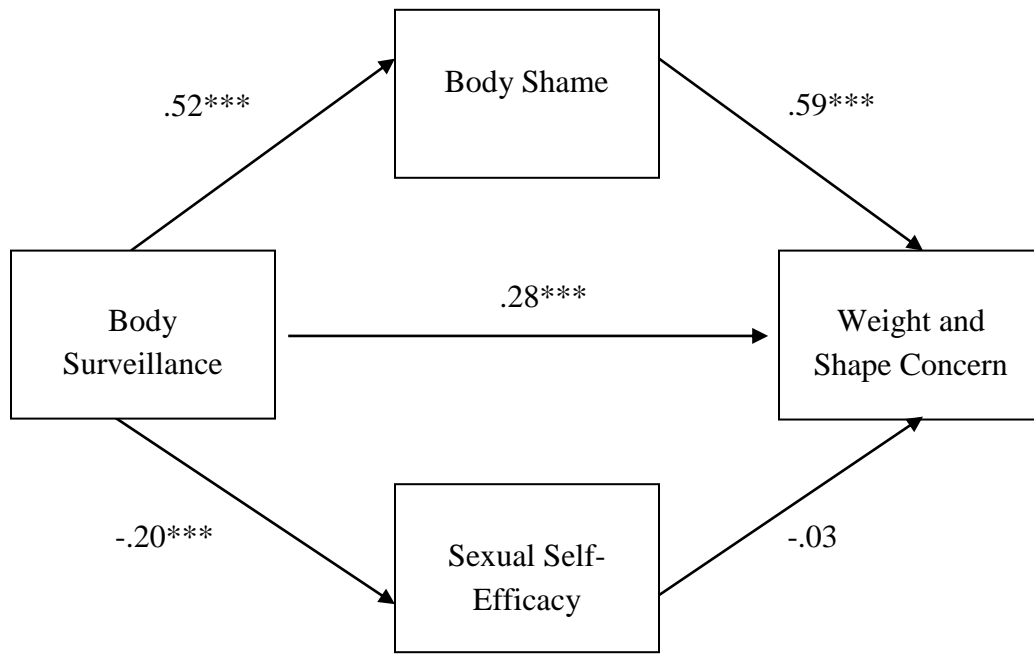 Body Shame
.52***
.59***
.28***
Body
Surveillance
Weight and
Shape Concern
-.20***
-.03
Sexual Self-
Efficacy